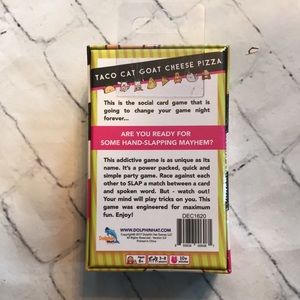 TACO CAT GOAT CHEESE PIZZA
This is the social card game that is
going to change your game night
forever...
ARE YOU READY FOR
SOME HAND-SLAPPING MAYHEM?
This addictive game is as unique as its
name. It's a power packed, quick and
simple party game. Race against each
other to SLAP a match between a card
and spoken word. But - watch out!
Your mind will play tricks on you. This
game was engineered for maximum
fun. Enjoy!
DEC1620
WWW.DOLPHINHAT.COM